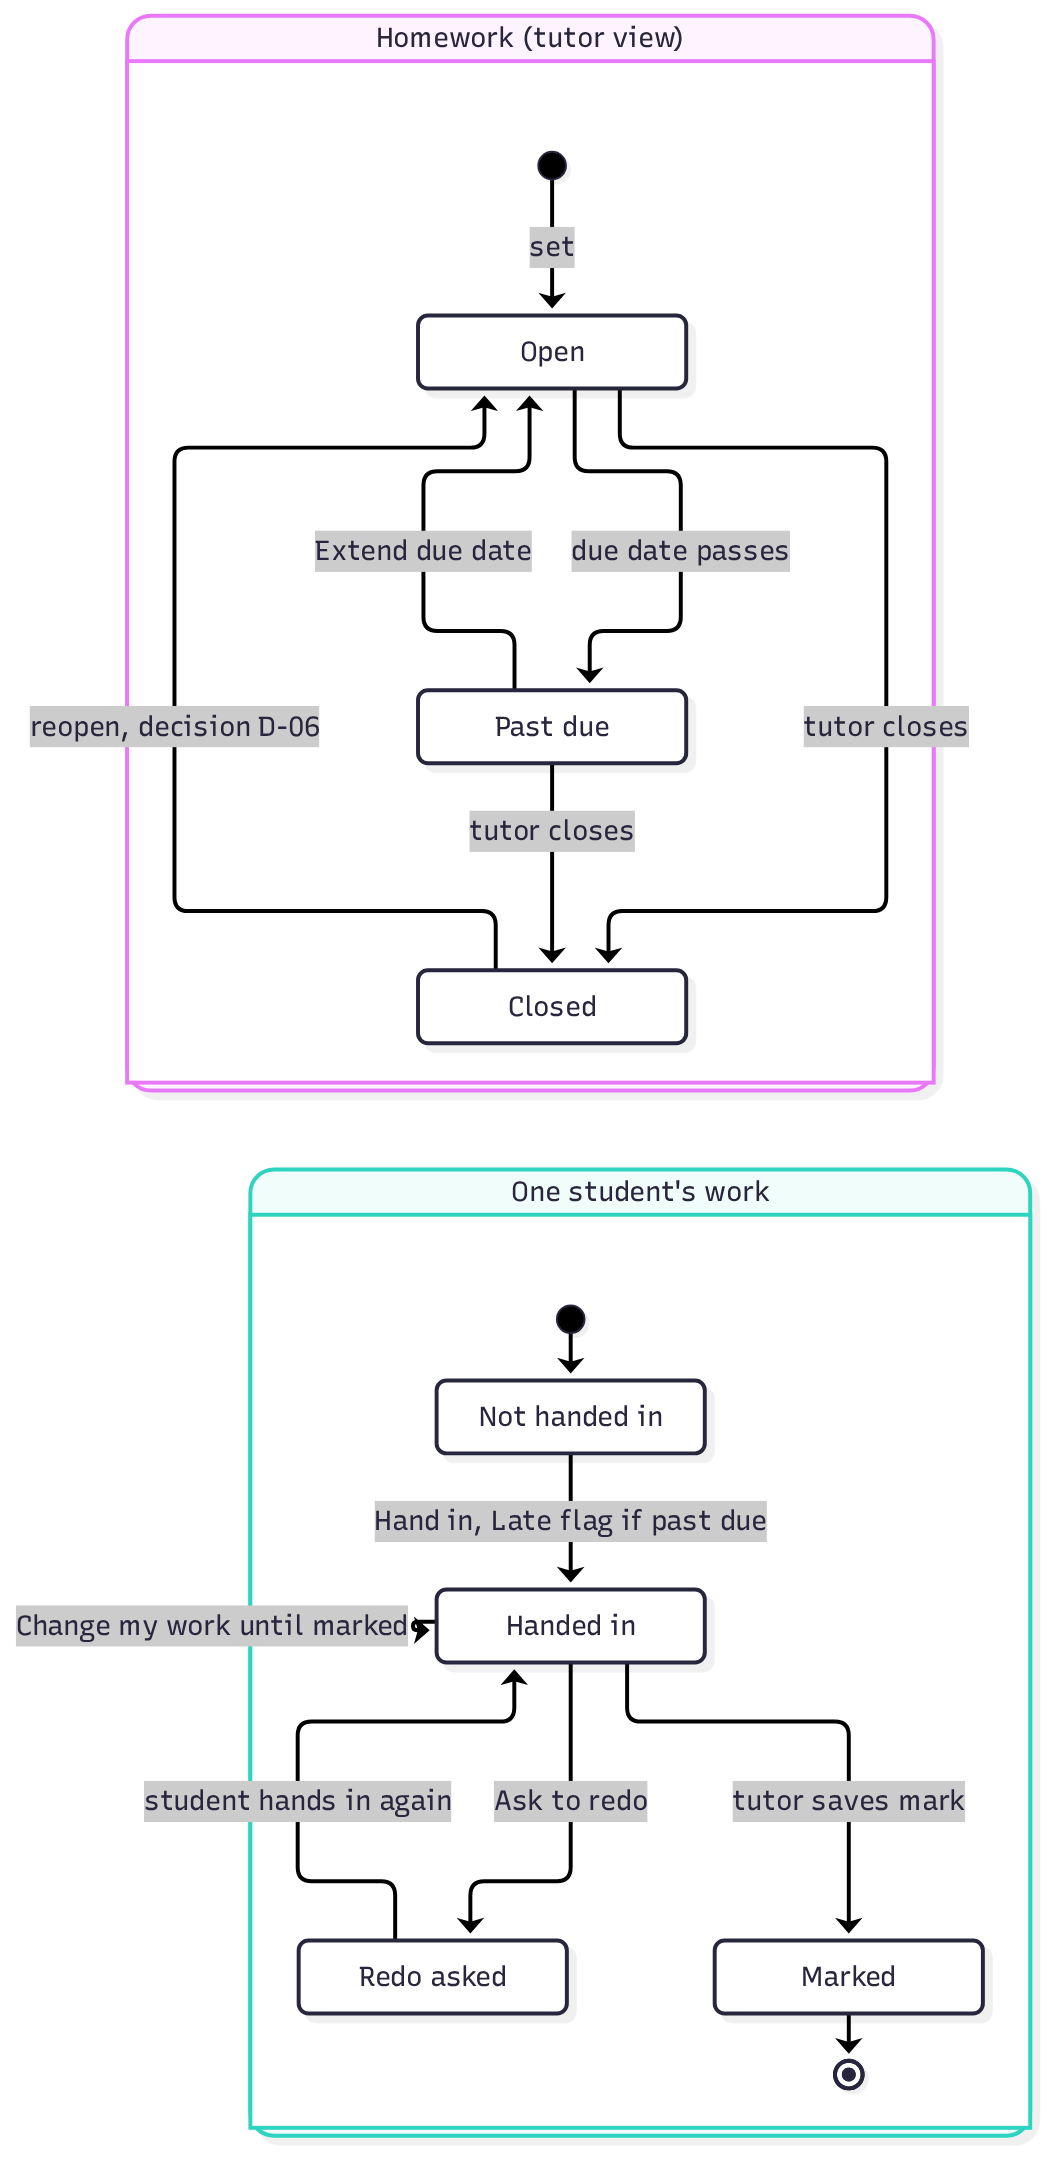 Homework (tutor view)
set
Open
Extend due date
due date passes
reopen, decision D-06
Past due
tutor closes
tutor closes
Closed
One student's work
Not handed in
Hand in, Late flag if past due
Change my work until marked
Handed in
student hands in again
Ask to redo
tutor saves mark
Redo asked
Marked